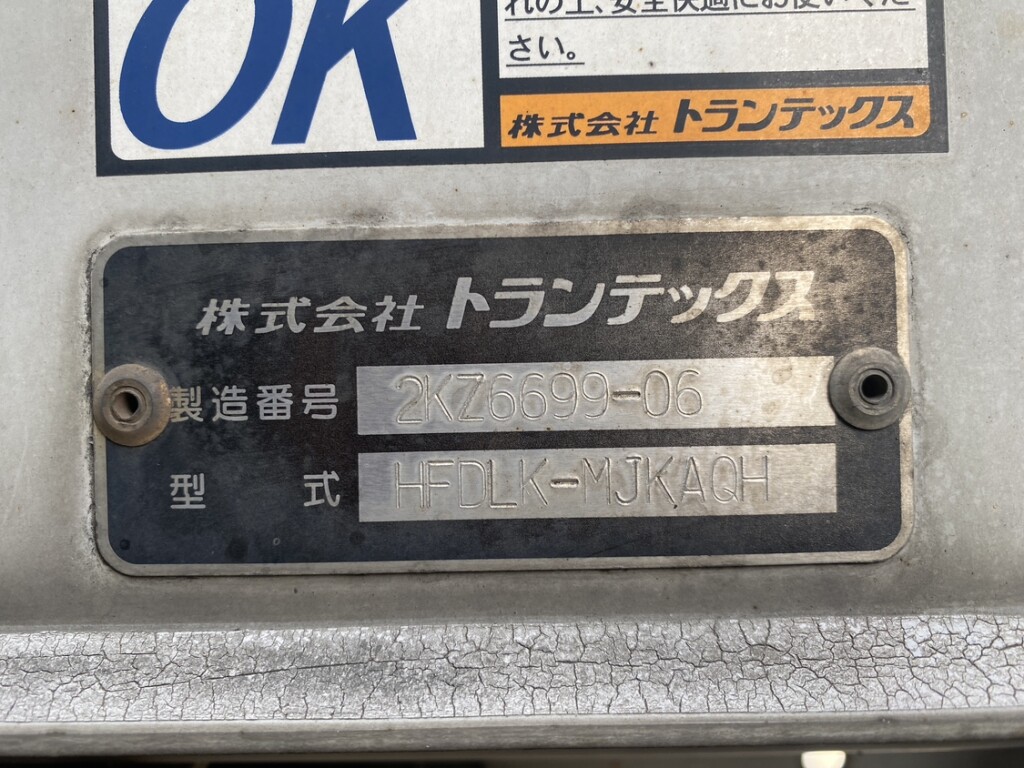 OK
れの上、安全快適にお使いくだ
さい。
株式会社 トランテックス
株式会社 トランテックス
製造番号 2KZ6699-06
型 式 HFDLK-MJKAQH